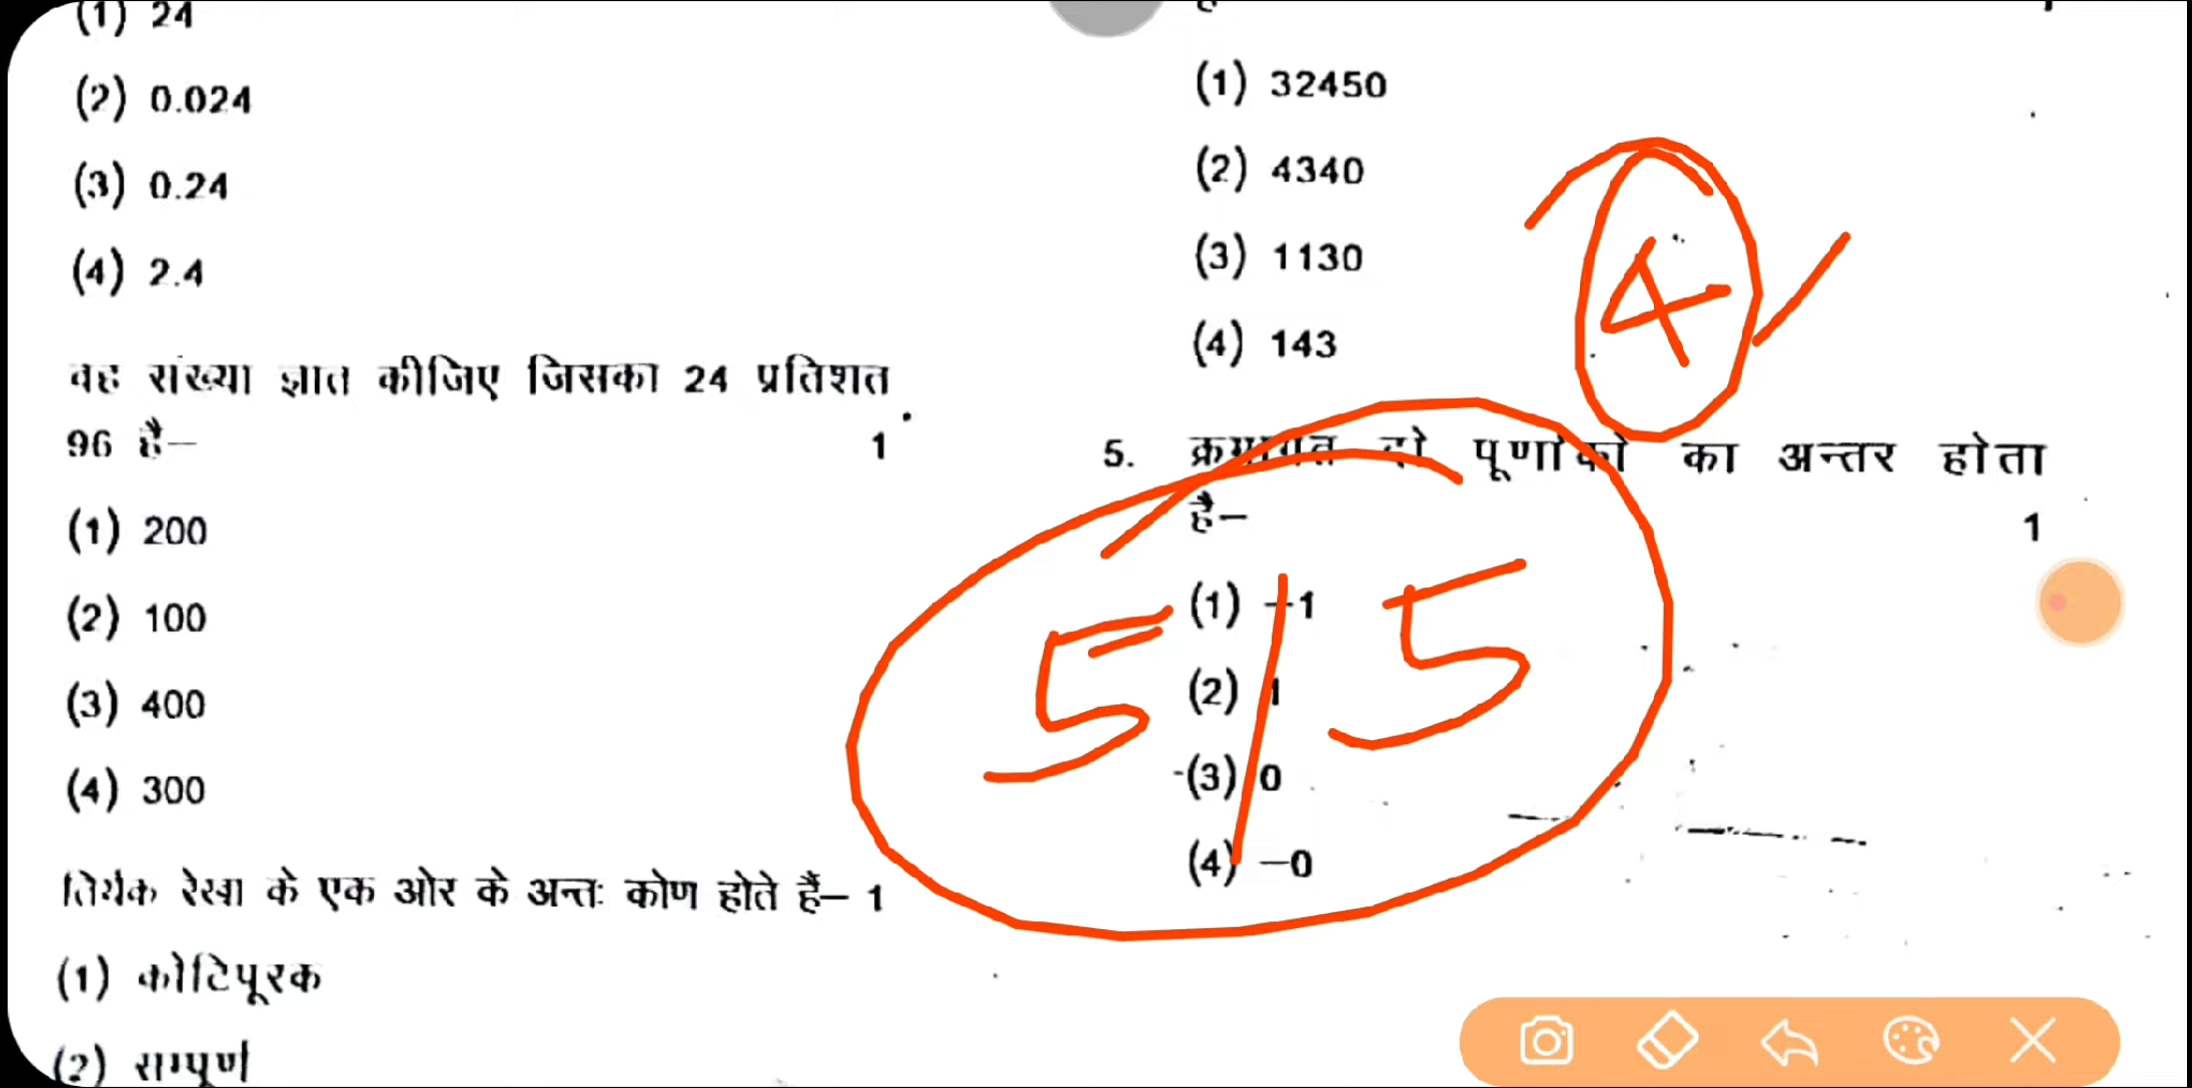 (1) 24
(2) 0.024
(3) 0.24
(4) 2.4
वह संख्या ज्ञात कीजिए जिसका 24 प्रतिशत
96 है– 1
(1) 200
(2) 100
(3) 400
(4) 300
तिर्यक रेखा के एक ओर के अन्तः कोण होते हैं– 1
(1) कोटिपूरक
(2) सम्पूर्ण
(1) 32450
(2) 4340
(3) 1130
(4) 143
4
5. क्रमागत दो पूर्णांको का अन्तर होता
है– 1
(1) –1
(2) 1
(3) 0
(4) –0
5/5